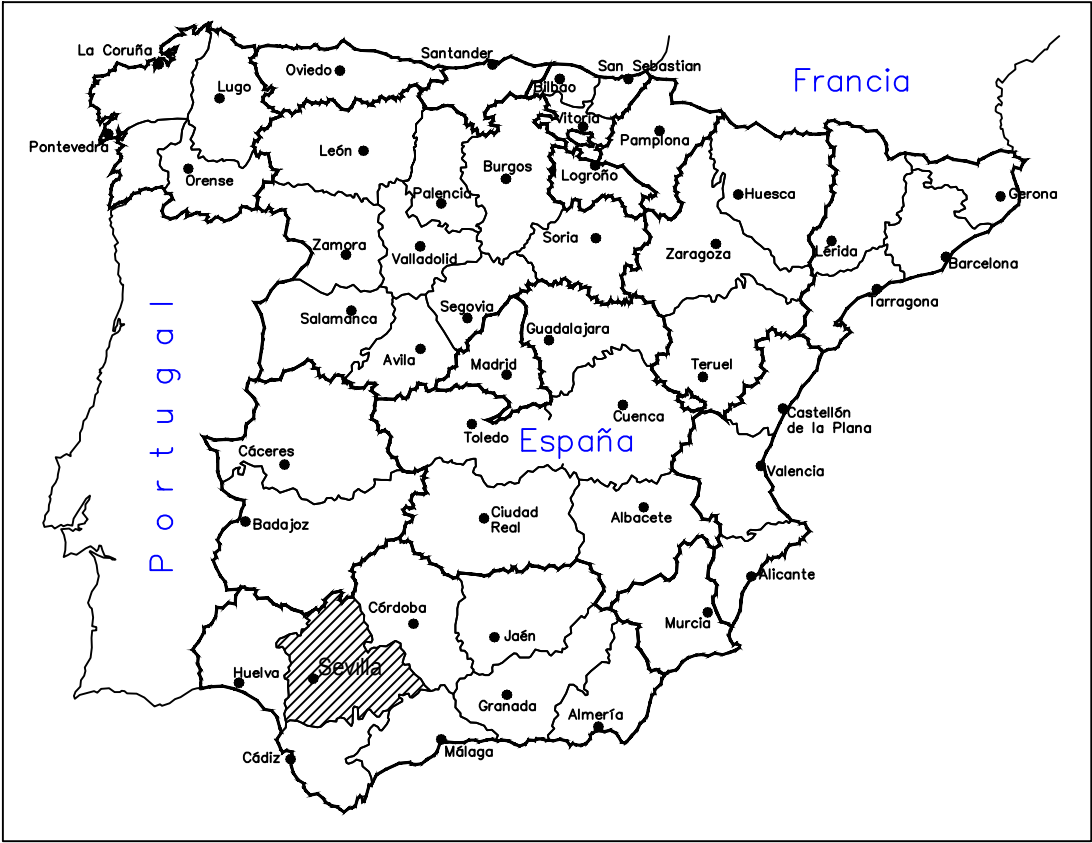 La Coruña
Santander
San Sebastian
Oviedo
Francia
Lugo
Bilbao
Vitoria
Pontevedra
León
Pamplona
Burgos
Logroño
Orense
Palencia
Huesca
Gerona
Zamora
Valladolid
Soria
Zaragoza
Lérida
Barcelona
Tarragona
Salamanca
Segovia
Guadalajara
Avila
Madrid
Teruel
Portugal
Cuenca
Castellón
de la Plana
Toledo
España
Cáceres
Valencia
Badajoz
Ciudad
Real
Albacete
Alicante
Córdoba
Murcia
Jaén
Huelva
Sevilla
Granada
Almería
Cádiz
Málaga